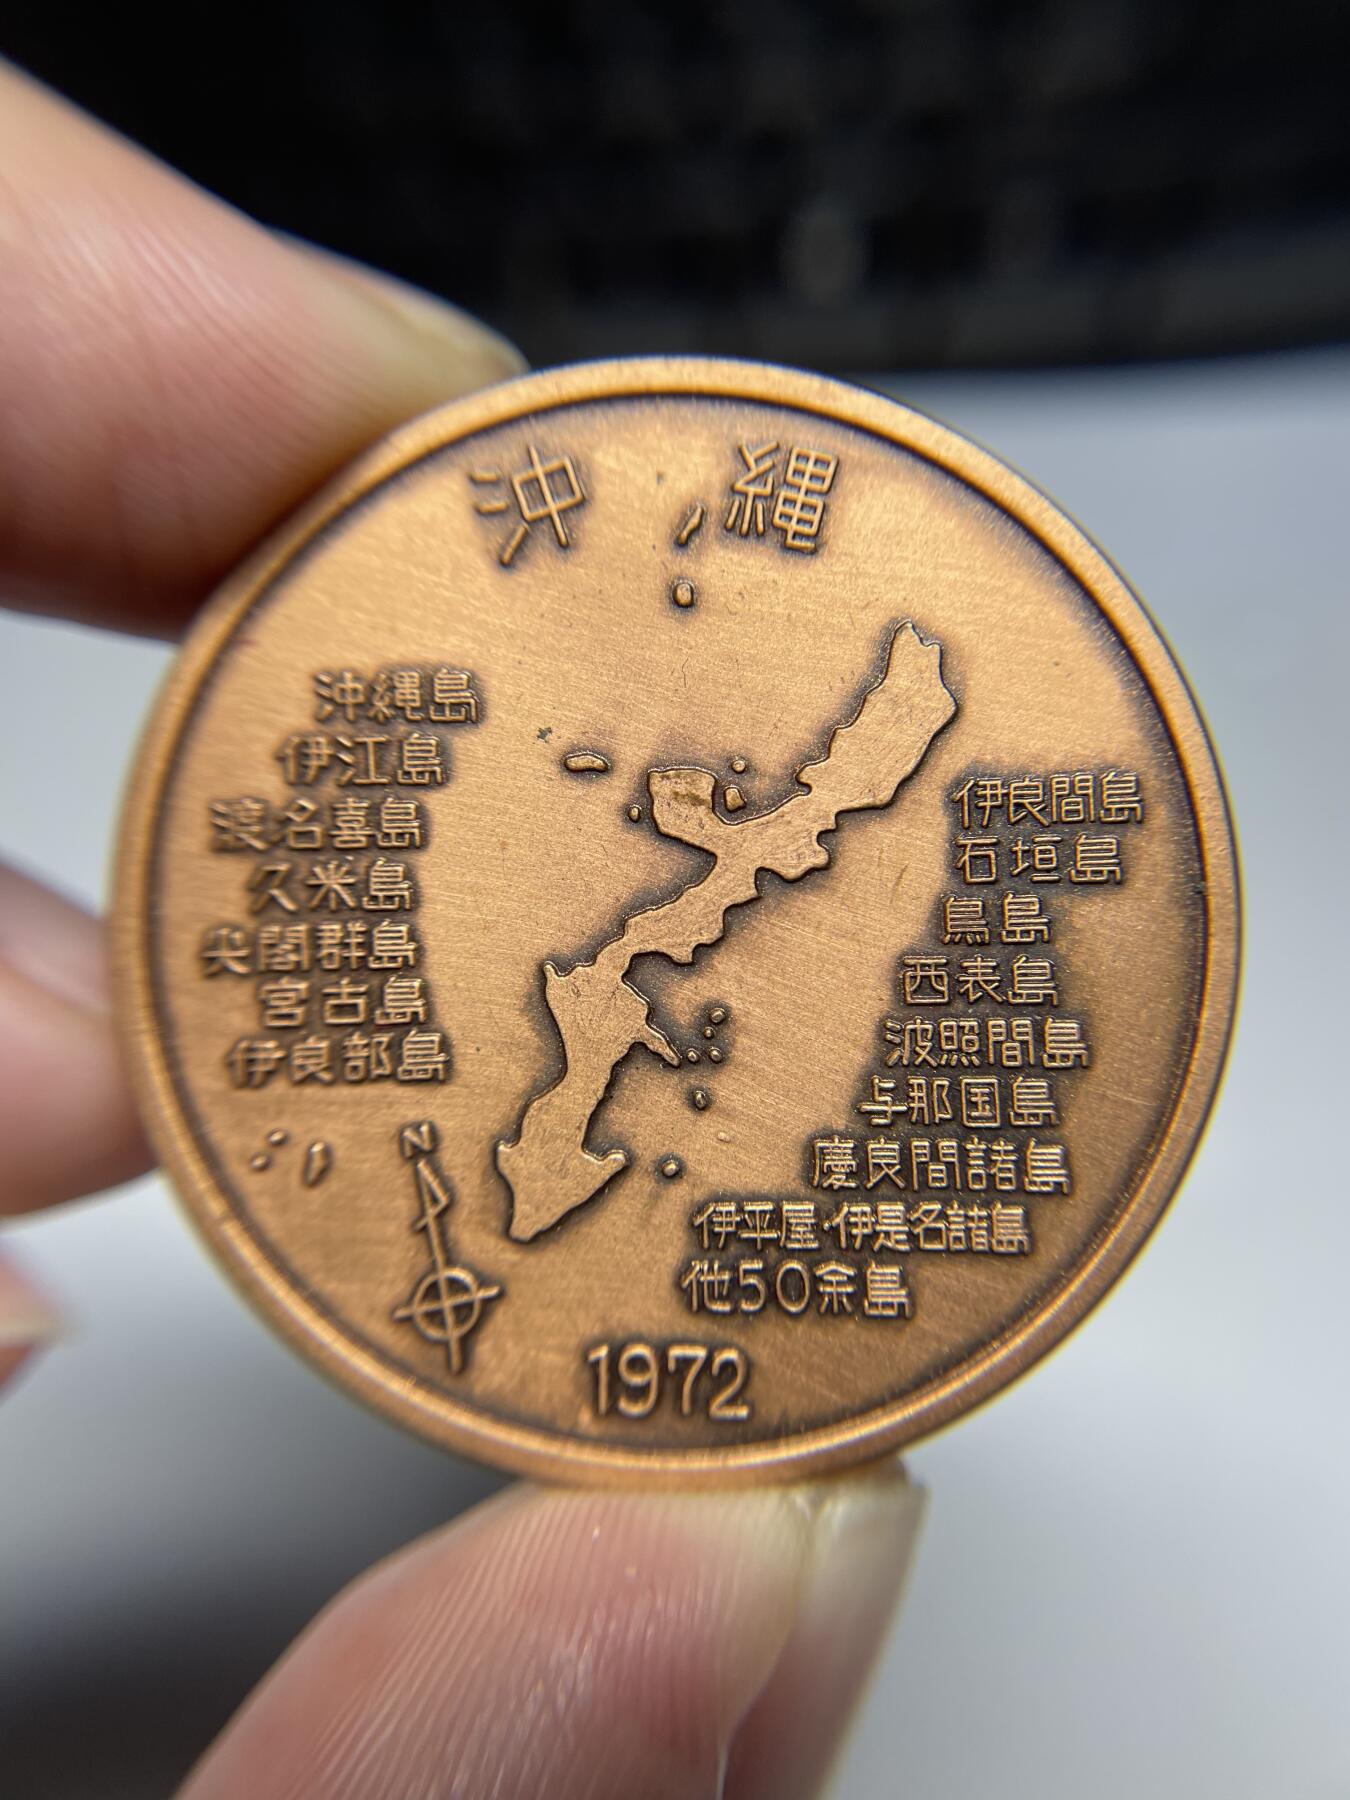 沖縄
沖縄島
伊江島
渡名喜島
久米島
尖閣群島
宮古島
伊良部島
伊良間島
石垣島
鳥島
西表島
波照間島
与那国島
慶良間諸島
伊平屋・伊是名諸島
他50余島
N
1972